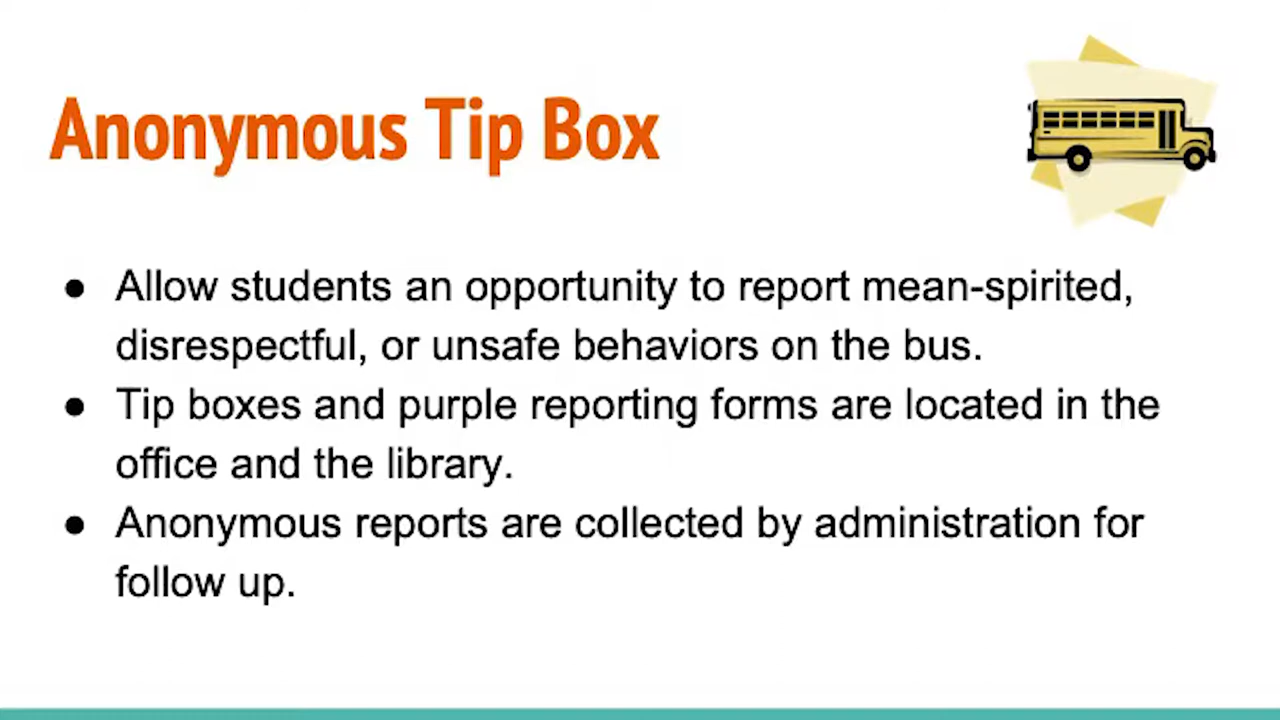 Anonymous Tip Box
● Allow students an opportunity to report mean-spirited,
disrespectful, or unsafe behaviors on the bus.
● Tip boxes and purple reporting forms are located in the
office and the library.
● Anonymous reports are collected by administration for
follow up.